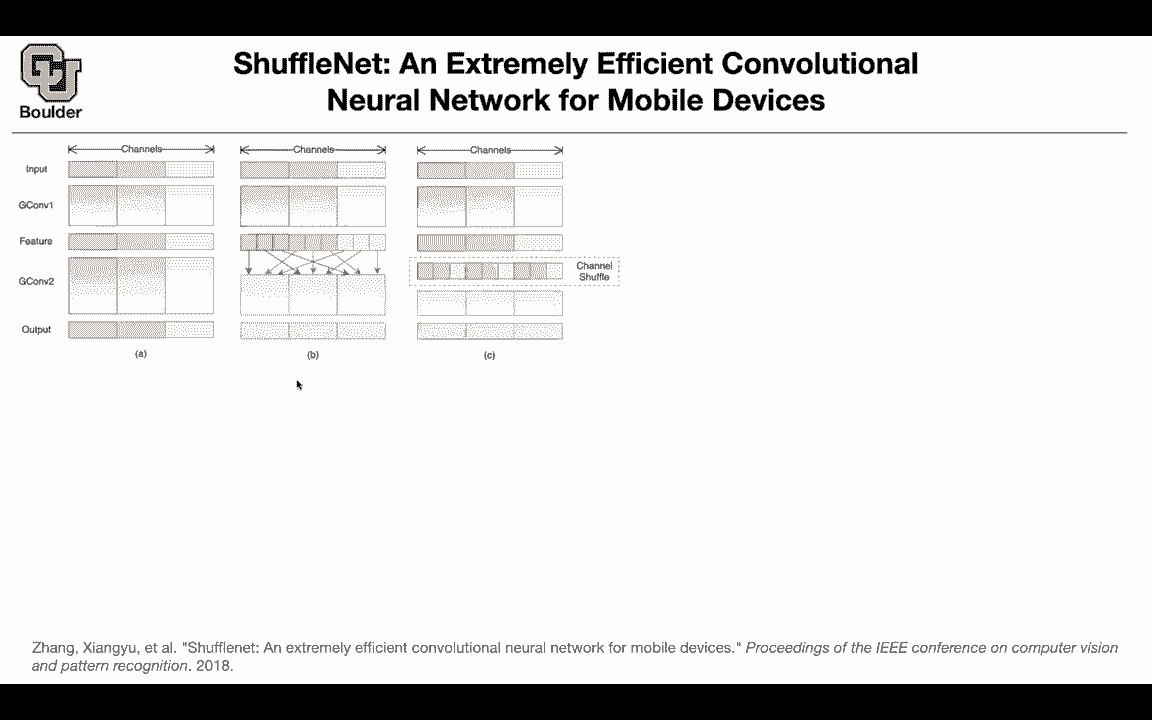 CU
Boulder
ShuffleNet: An Extremely Efficient Convolutional
Neural Network for Mobile Devices
Channels
Channels
Channels
Input
GConv1
Feature
GConv2
Output
Channel
Shuffle
(a)
(b)
(c)
Zhang, Xiangyu, et al. "Shufflenet: An extremely efficient convolutional neural network for mobile devices." Proceedings of the IEEE conference on computer vision
and pattern recognition. 2018.